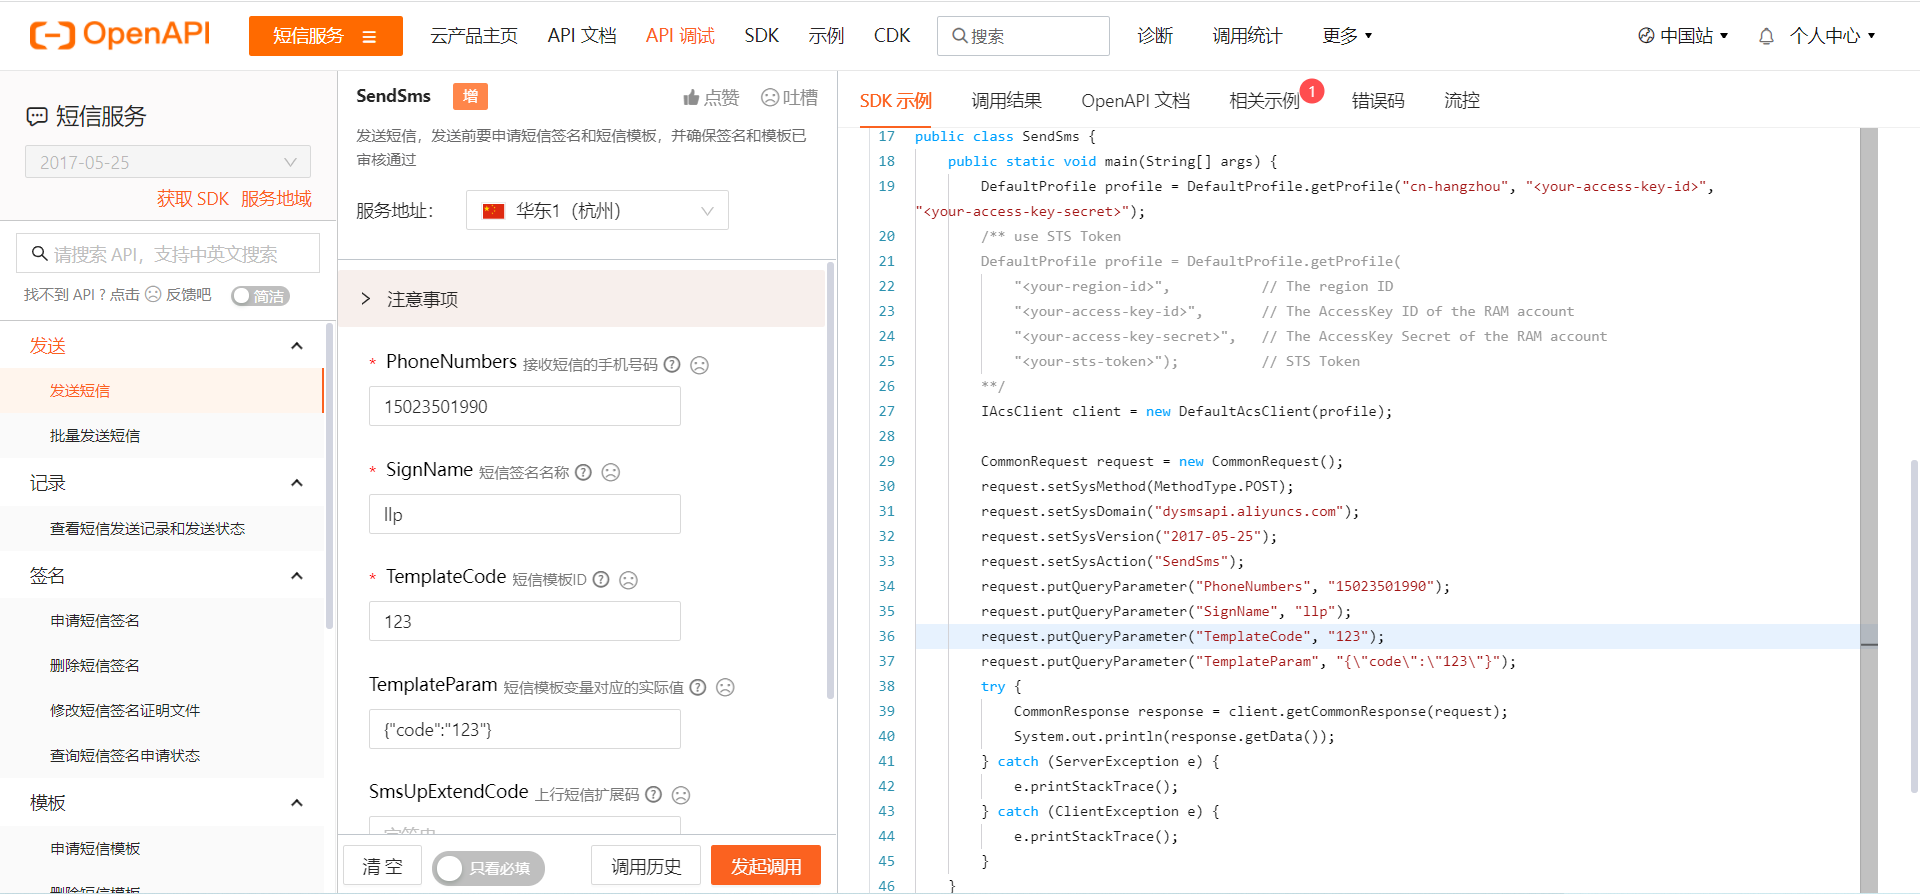 OpenAPI
短信服务
云产品主页
API 文档
API 调试
SDK
示例
CDK
搜索
诊断
调用统计
更多
中国站
个人中心
短信服务
2017-05-25
获取 SDK
服务地域
请搜索 API，支持中英文搜索
找不到 API ? 点击
反馈吧
简洁
发送
发送短信
批量发送短信
记录
查看短信发送记录和发送状态
签名
申请短信签名
删除短信签名
修改短信签名证明文件
查询短信签名申请状态
模板
申请短信模板
删除短信模板
SendSms
增
点赞
吐槽
发送短信，发送前要申请短信签名和短信模板，并确保签名和模板已
审核通过
服务地址：
华东1（杭州）
注意事项
* PhoneNumbers 接收短信的手机号码
15023501990
* SignName 短信签名名称
llp
* TemplateCode 短信模板ID
123
TemplateParam 短信模板变量对应的实际值
{"code":"123"}
SmsUpExtendCode 上行短信扩展码
字符串
清 空
只看必填
调用历史
发起调用
SDK 示例
调用结果
OpenAPI 文档
相关示例
1
错误码
流控
17 public class SendSms {
18 public static void main(String[] args) {
19 DefaultProfile profile = DefaultProfile.getProfile("cn-hangzhou", "<your-access-key-id>",
"<your-access-key-secret>");
20 /** use STS Token
21 DefaultProfile profile = DefaultProfile.getProfile(
22 "<your-region-id>", // The region ID
23 "<your-access-key-id>", // The AccessKey ID of the RAM account
24 "<your-access-key-secret>", // The AccessKey Secret of the RAM account
25 "<your-sts-token>"); // STS Token
26 **/
27 IAcsClient client = new DefaultAcsClient(profile);
28
29 CommonRequest request = new CommonRequest();
30 request.setSysMethod(MethodType.POST);
31 request.setSysDomain("dysmsapi.aliyuncs.com");
32 request.setSysVersion("2017-05-25");
33 request.setSysAction("SendSms");
34 request.putQueryParameter("PhoneNumbers", "15023501990");
35 request.putQueryParameter("SignName", "llp");
36 request.putQueryParameter("TemplateCode", "123");
37 request.putQueryParameter("TemplateParam", "{\"code\":\"123\"}");
38 try {
39 CommonResponse response = client.getCommonResponse(request);
40 System.out.println(response.getData());
41 } catch (ServerException e) {
42 e.printStackTrace();
43 } catch (ClientException e) {
44 e.printStackTrace();
45 }
46 }